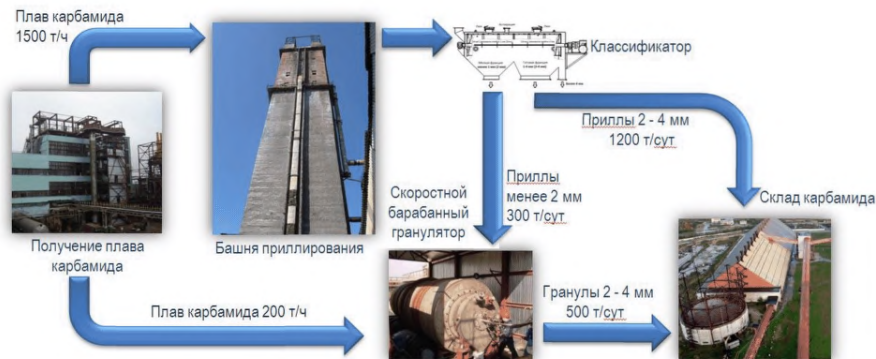 Плав карбамида
1500 т/ч
Классификатор
Приллы 2 - 4 мм
1200 т/сут
Приллы
менее 2 мм
300 т/сут
Скоростной
барабанный
гранулятор
Склад карбамида
Получение плава
карбамида
Башня приллирования
Плав карбамида 200 т/ч
Гранулы 2 - 4 мм
500 т/сут